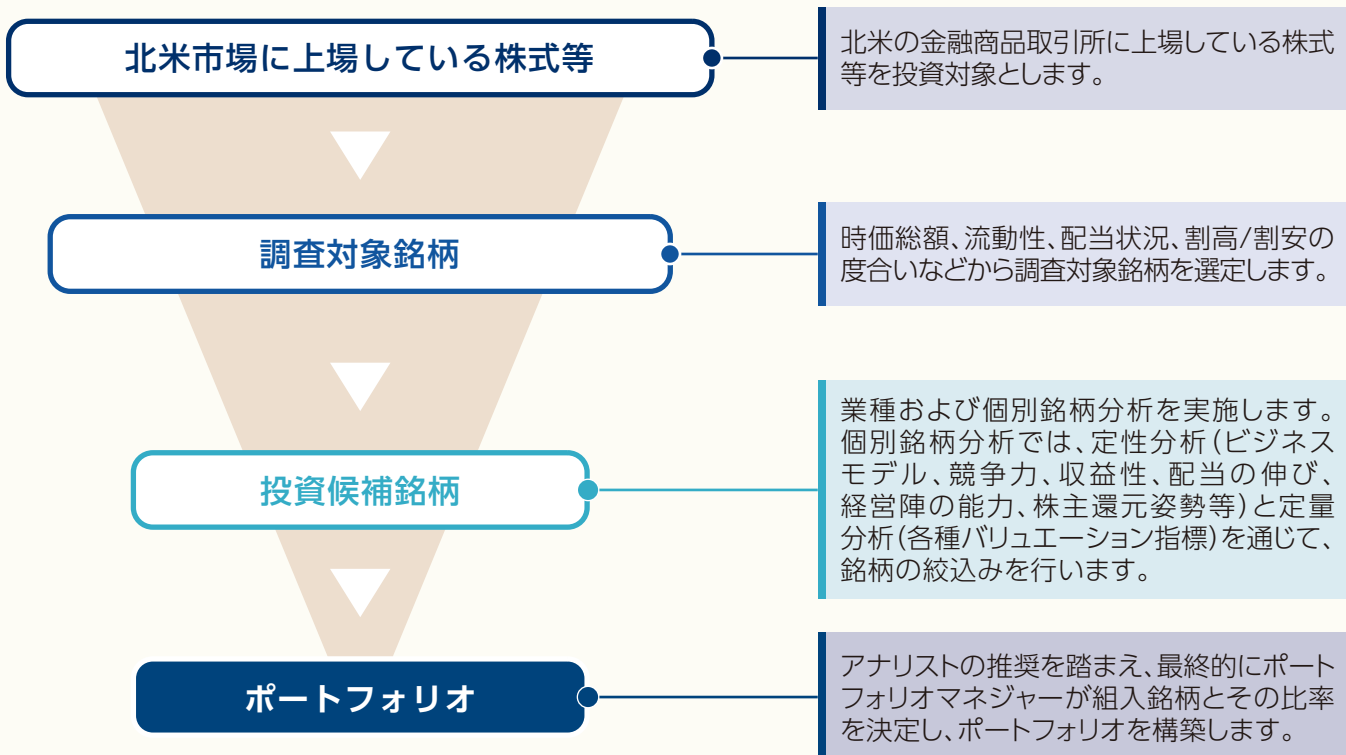 北米市場に上場している株式等
北米の金融商品取引所に上場している株式
等を投資対象とします。
調査対象銘柄
時価総額、流動性、配当状況、割高/割安の
度合いなどから調査対象銘柄を選定します。
投資候補銘柄
業種および個別銘柄分析を実施します。
個別銘柄分析では、定性分析(ビジネス
モデル、競争力、収益性、配当の伸び、
経営陣の能力、株主還元姿勢等)と定量
分析(各種バリュエーション指標)を通じて、
銘柄の絞込みを行います。
ポートフォリオ
アナリストの推奨を踏まえ、最終的にポート
フォリオマネジャーが組入銘柄とその比率
を決定し、ポートフォリオを構築します。